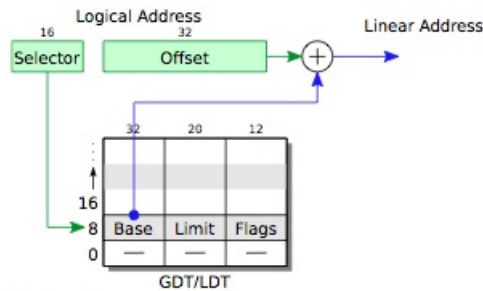 Logical Address
16 32
Selector Offset
Linear Address
+
32 20 12
16
8 Base Limit Flags
0 — — —
GDT/LDT